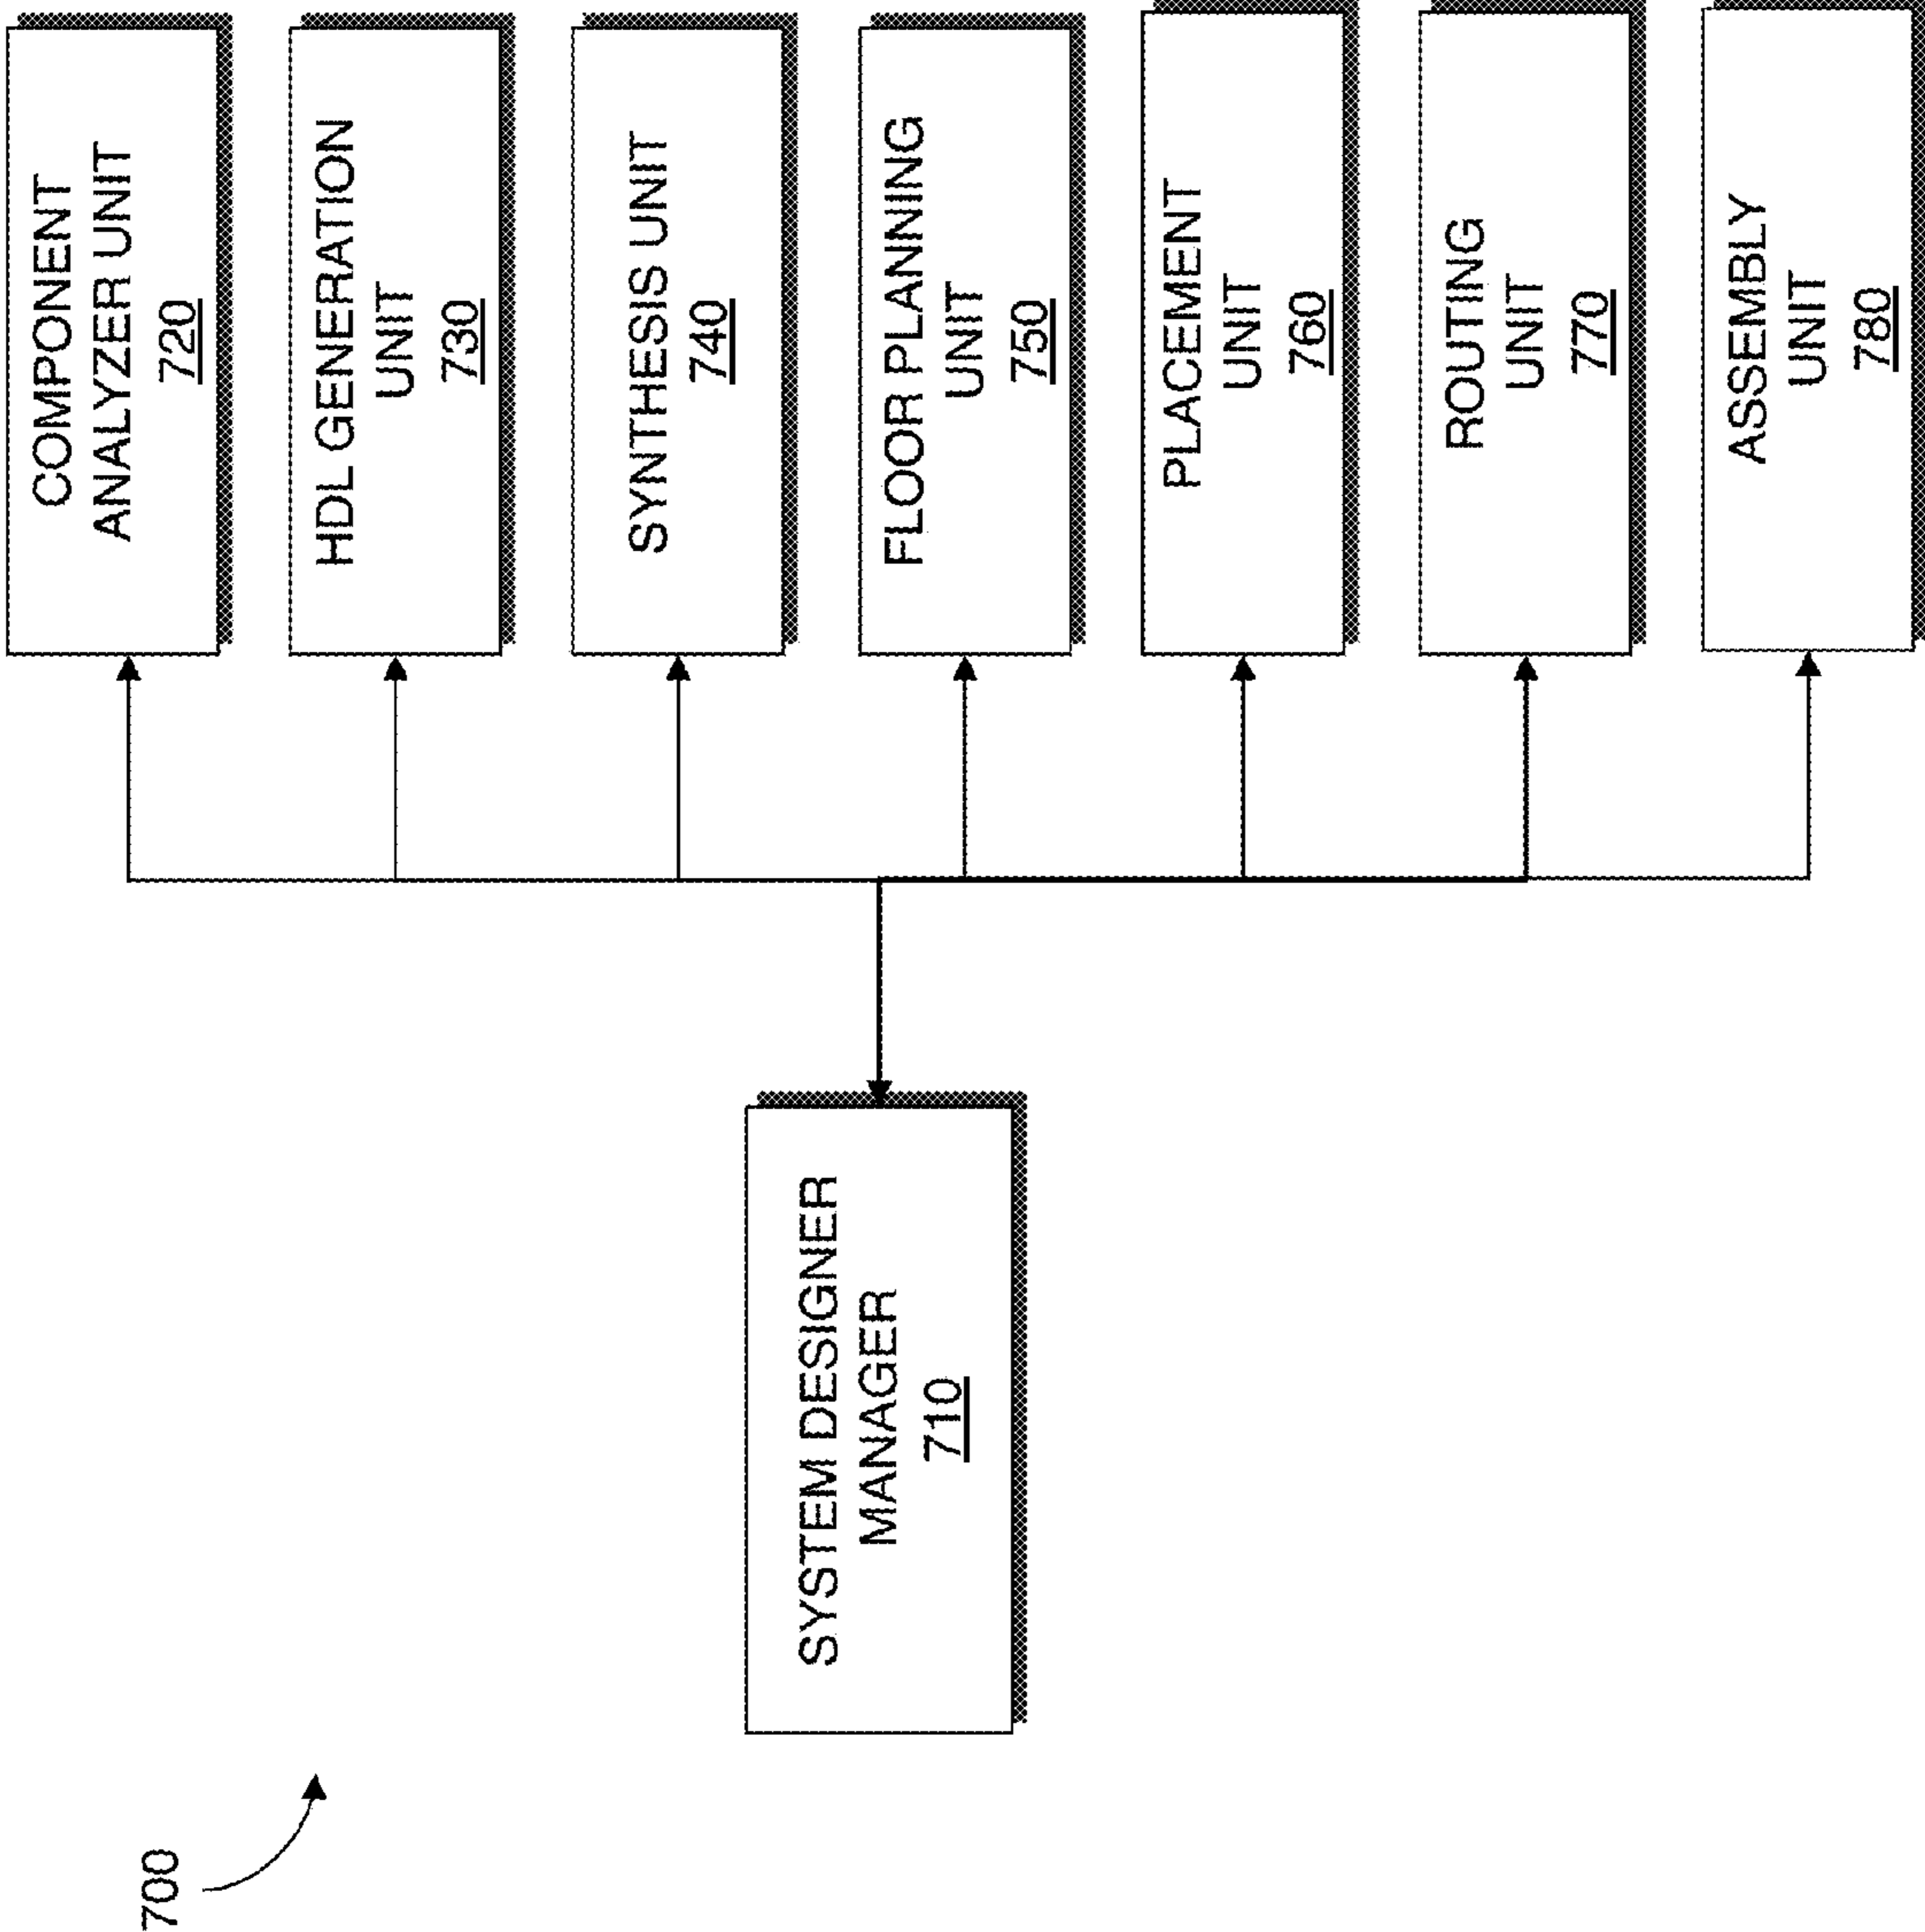 700
SYSTEM DESIGNER
MANAGER
710
COMPONENT
ANALYZER UNIT
720
HDL GENERATION
UNIT
730
SYNTHESIS UNIT
740
FLOOR PLANNING
UNIT
750
PLACEMENT
UNIT
760
ROUTING
UNIT
770
ASSEMBLY
UNIT
780